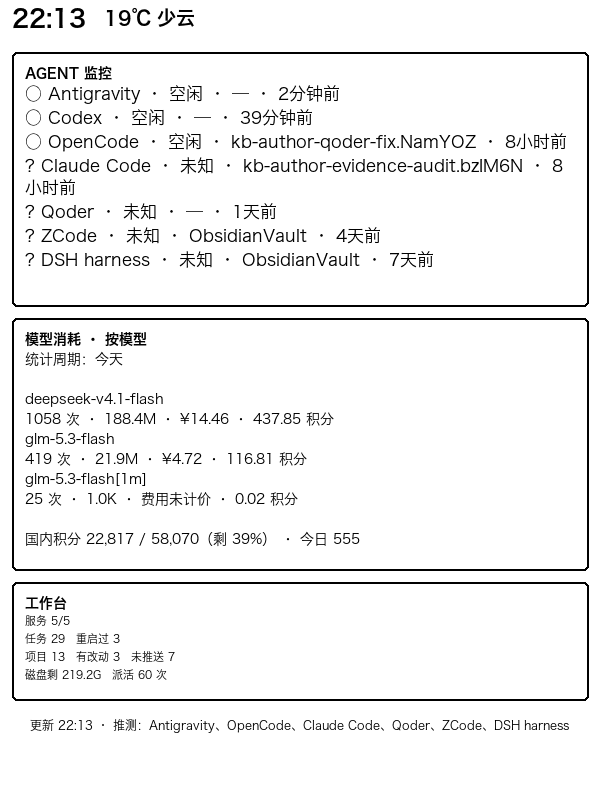 22:13 19℃ 少云
AGENT 监控
○ Antigravity · 空闲 · — · 2分钟前
○ Codex · 空闲 · — · 39分钟前
○ OpenCode · 空闲 · kb-author-qoder-fix.NamYOZ · 8小时前
? Claude Code · 未知 · kb-author-evidence-audit.bzlM6N · 8
小时前
? Qoder · 未知 · — · 1天前
? ZCode · 未知 · ObsidianVault · 4天前
? DSH harness · 未知 · ObsidianVault · 7天前
模型消耗 · 按模型
统计周期: 今天
deepseek-v4.1-flash
1058 次 · 188.4M · ¥14.46 · 437.85 积分
glm-5.3-flash
419 次 · 21.9M · ¥4.72 · 116.81 积分
glm-5.3-flash[1m]
25 次 · 1.0K · 费用未计价 · 0.02 积分
国内积分 22,817 / 58,070（剩 39%） · 今日 555
工作台
服务 5/5
任务 29 重启过 3
项目 13 有改动 3 未推送 7
磁盘剩 219.2G 派活 60 次
更新 22:13 · 推测: Antigravity、OpenCode、Claude Code、Qoder、ZCode、DSH harness